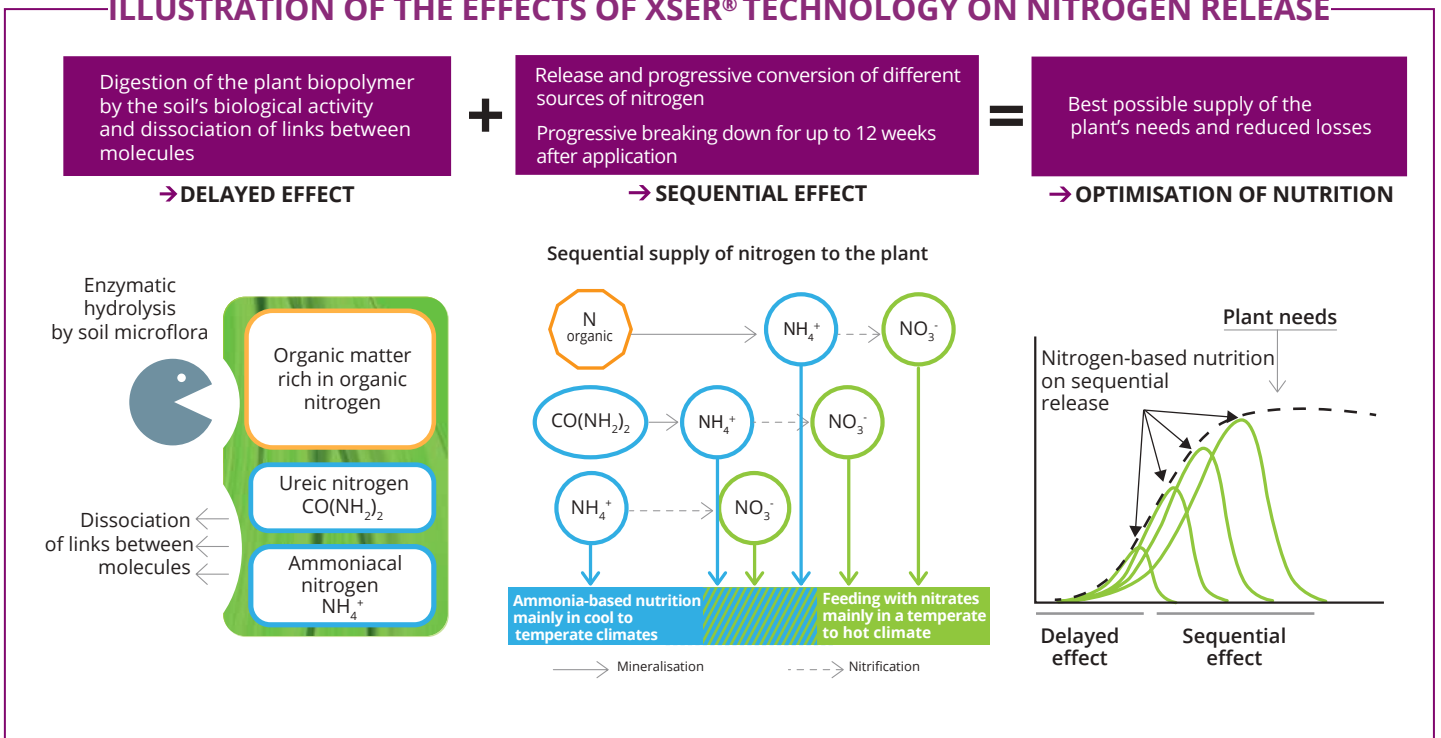 ILLUSTRATION OF THE EFFECTS OF XSER® TECHNOLOGY ON NITROGEN RELEASE
Digestion of the plant biopolymer
by the soil's biological activity
and dissociation of links between
molecules
+
Release and progressive conversion of different
sources of nitrogen
Progressive breaking down for up to 12 weeks
after application
=
Best possible supply of the
plant's needs and reduced losses
→ DELAYED EFFECT
→ SEQUENTIAL EFFECT
→ OPTIMISATION OF NUTRITION
Enzymatic
hydrolysis
by soil microflora
Organic matter
rich in organic
nitrogen
Ureic nitrogen
CO(NH₂)₂
Ammoniacal
nitrogen
NH₄⁺
Dissociation
of links between
molecules
Sequential supply of nitrogen to the plant
N
organic
NH₄⁺
NO₃⁻
CO(NH₂)₂
NH₄⁺
NO₃⁻
NH₄⁺
NO₃⁻
Ammonia-based nutrition
mainly in cool to
temperate climates
Feeding with nitrates
mainly in a temperate
to hot climate
Mineralisation
Nitrification
Plant needs
Nitrogen-based nutrition
on sequential
release
Delayed
effect
Sequential
effect